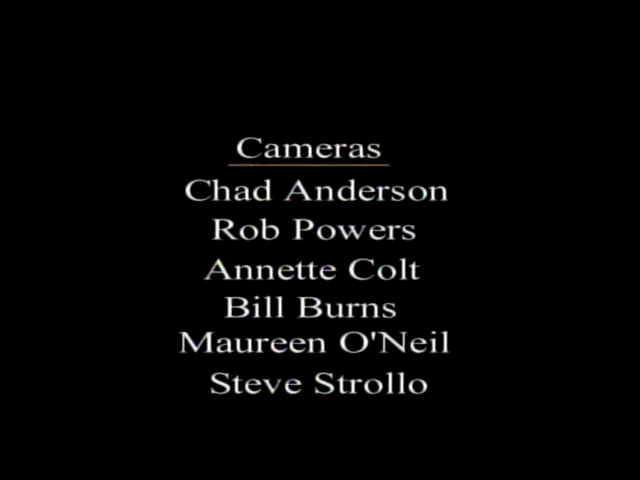 Cameras
Chad Anderson
Rob Powers
Annette Colt
Bill Burns
Maureen O'Neil
Steve Strollo